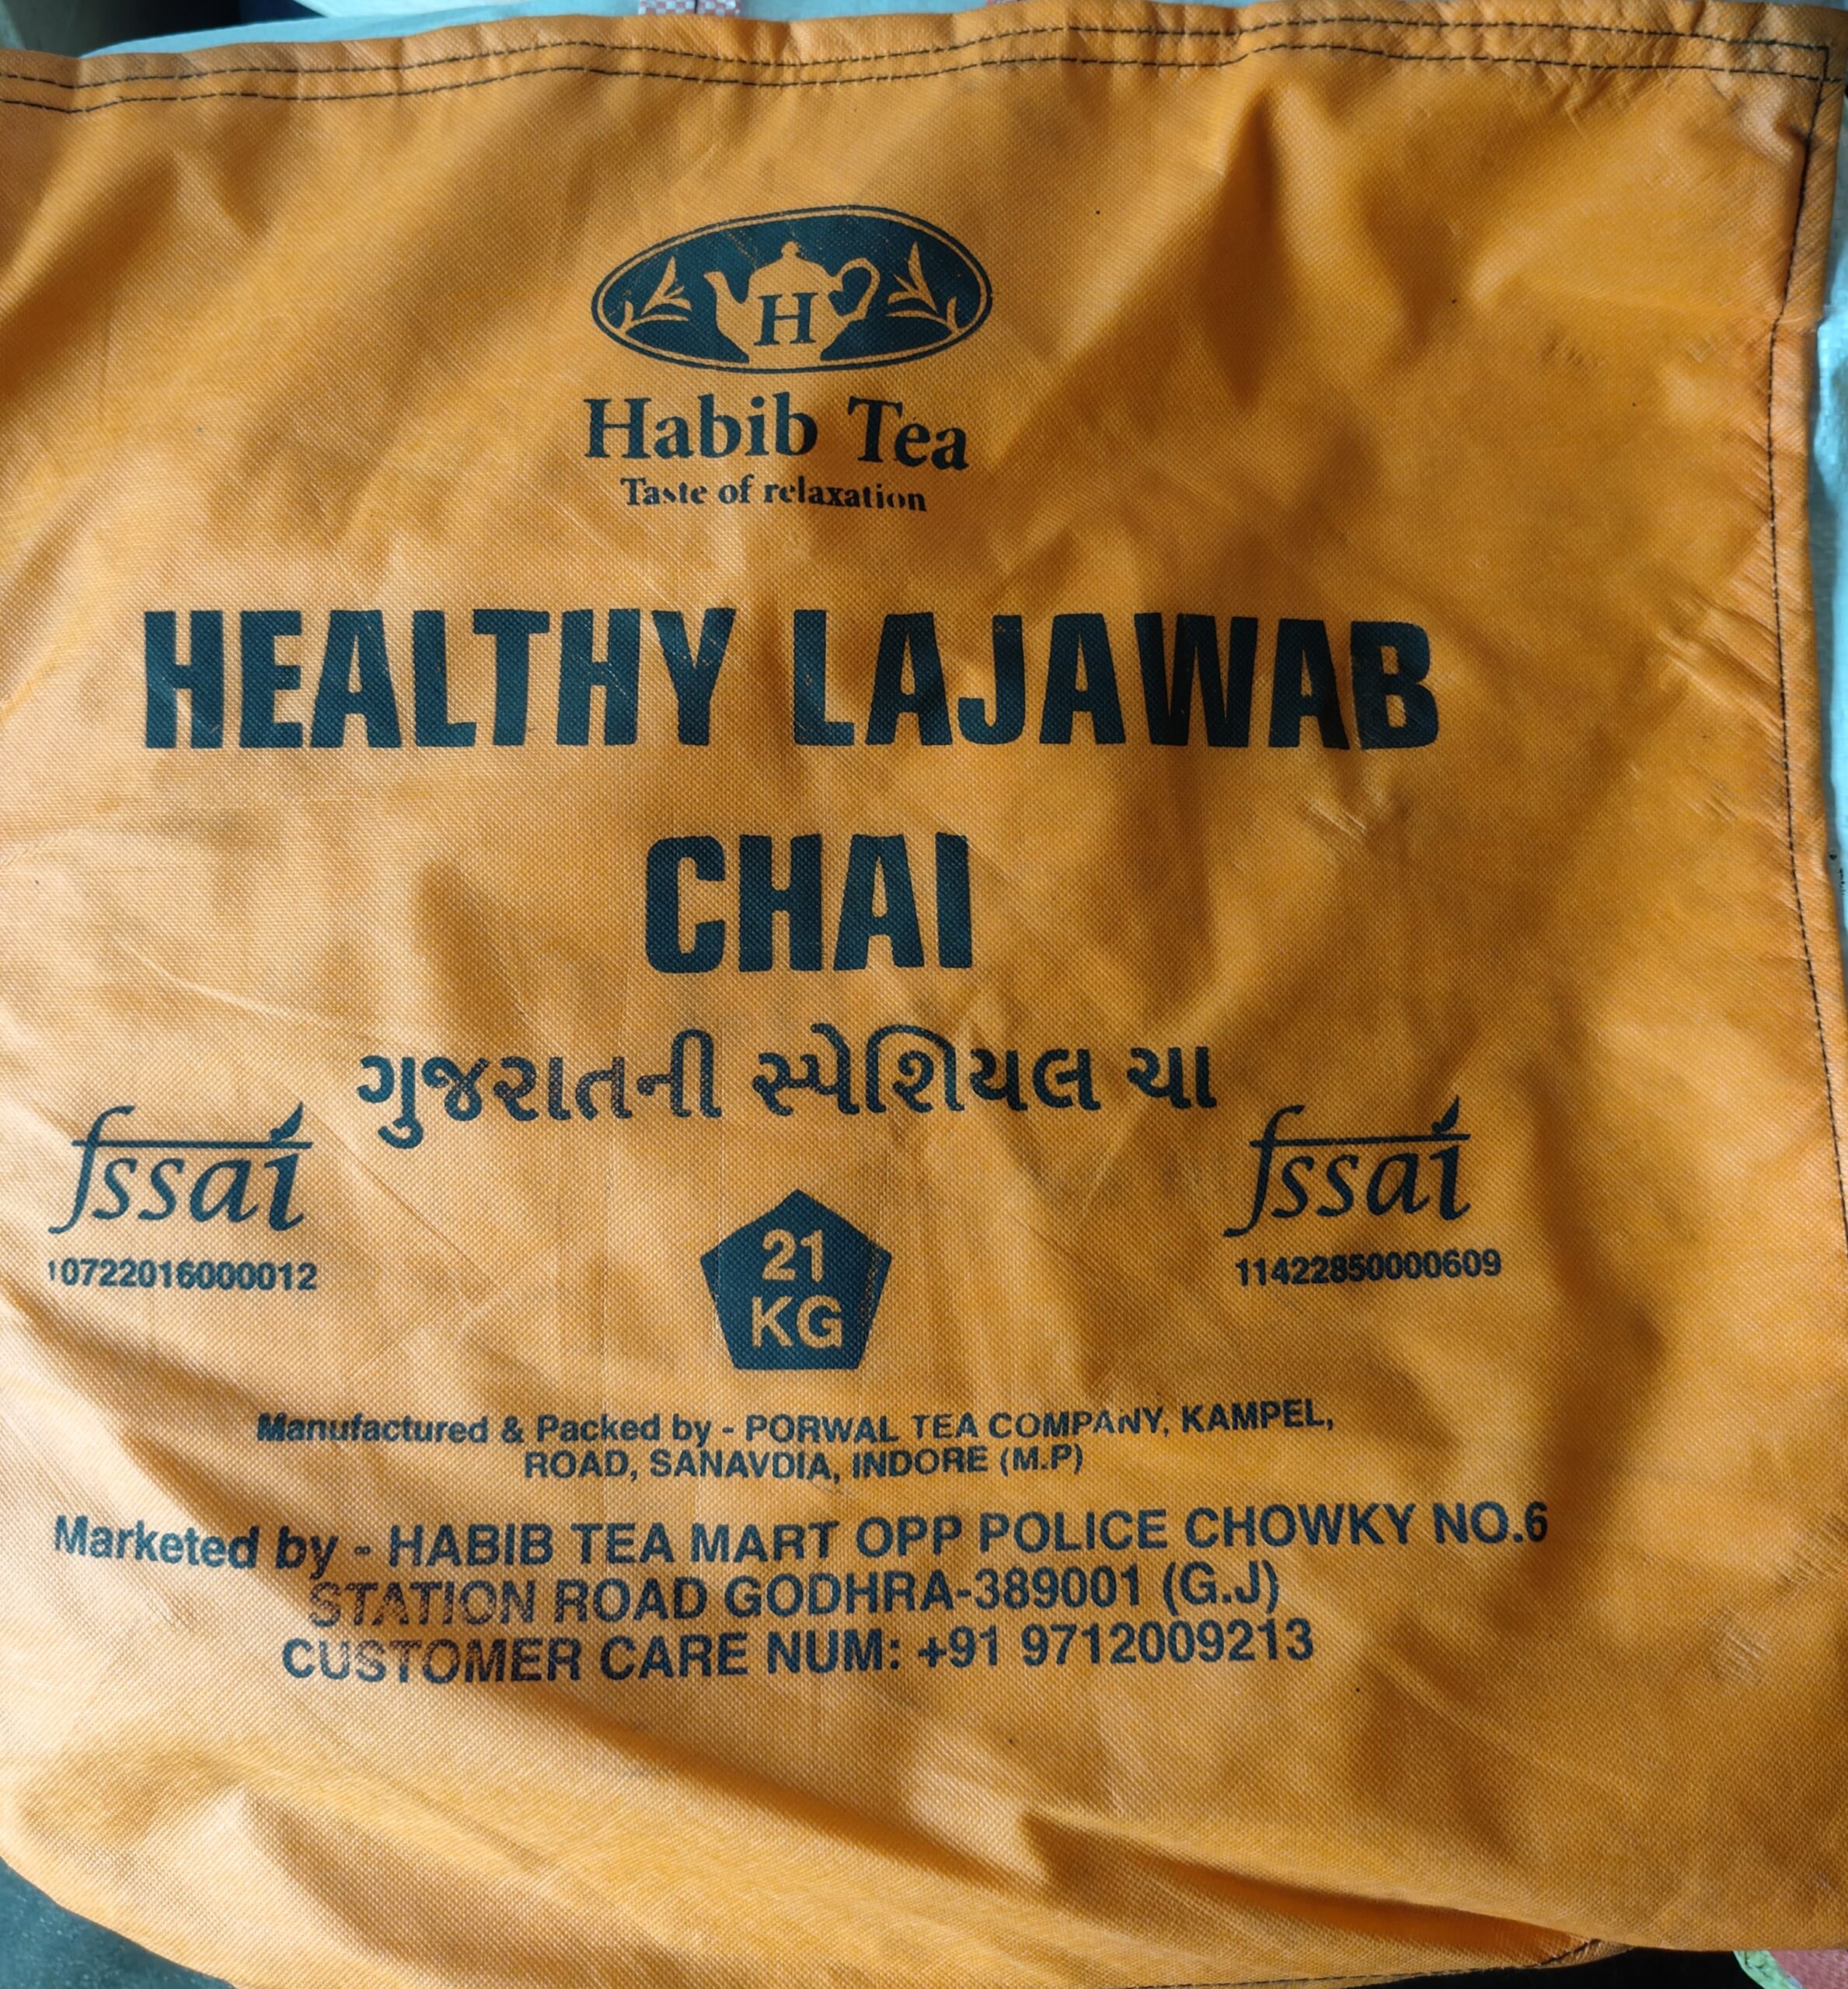 H
Habib Tea
Taste of relaxation
HEALTHY LAJAWAB
CHAI
ગુજરાતની સ્પેશિયલ ચા
fssai
10722016000012
fssai
11422850000609
21
KG
Manufactured & Packed by - PORWAL TEA COMPANY, KAMPEL,
ROAD, SANAVDIA, INDORE (M.P)
Marketed by - HABIB TEA MART OPP POLICE CHOWKY NO.6
STATION ROAD GODHRA-389001 (G.J)
CUSTOMER CARE NUM: +91 9712009213